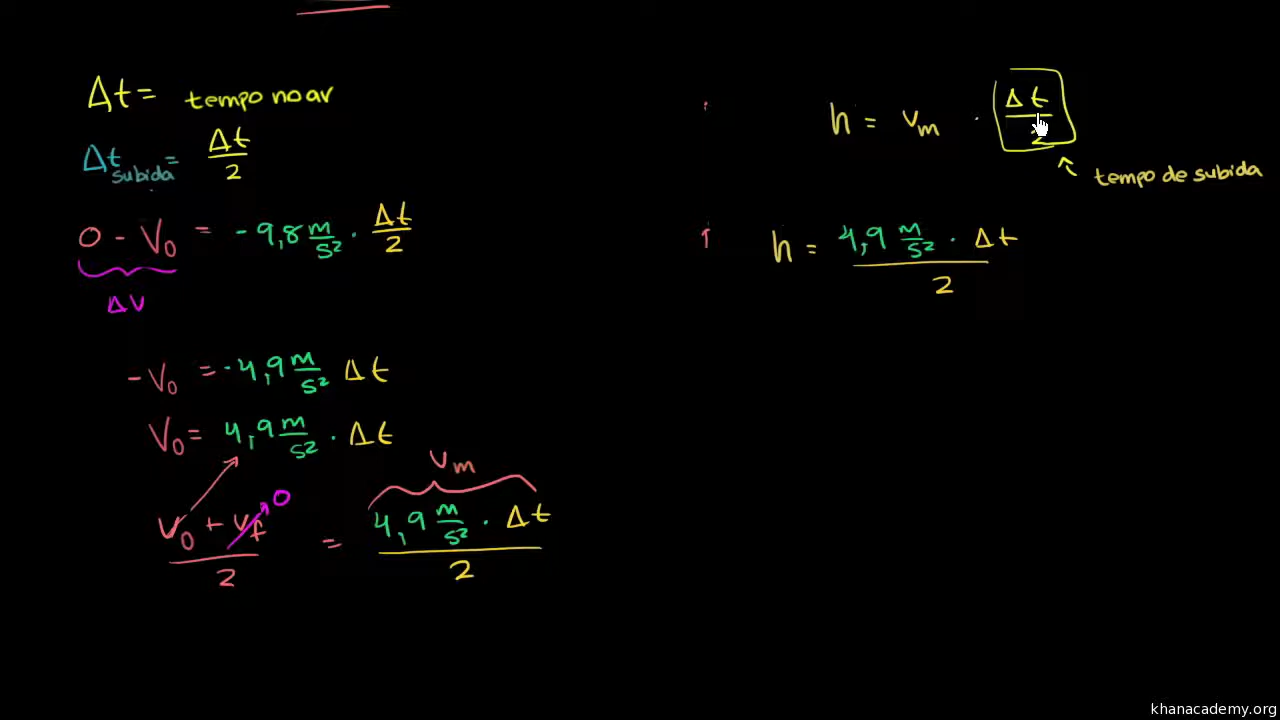 Δt = tempo no ar
Δt subida = Δt/2
0 - V₀ = -9,8 m/s² · Δt/2
ΔV
-V₀ = -4,9 m/s² Δt
V₀ = 4,9 m/s² · Δt
Vm
(V₀ + Vf)/2 = (4,9 m/s² · Δt)/2
0
h = Vm · Δt/2
tempo de subida
h = (4,9 m/s² · Δt)/2
khanacademy.org